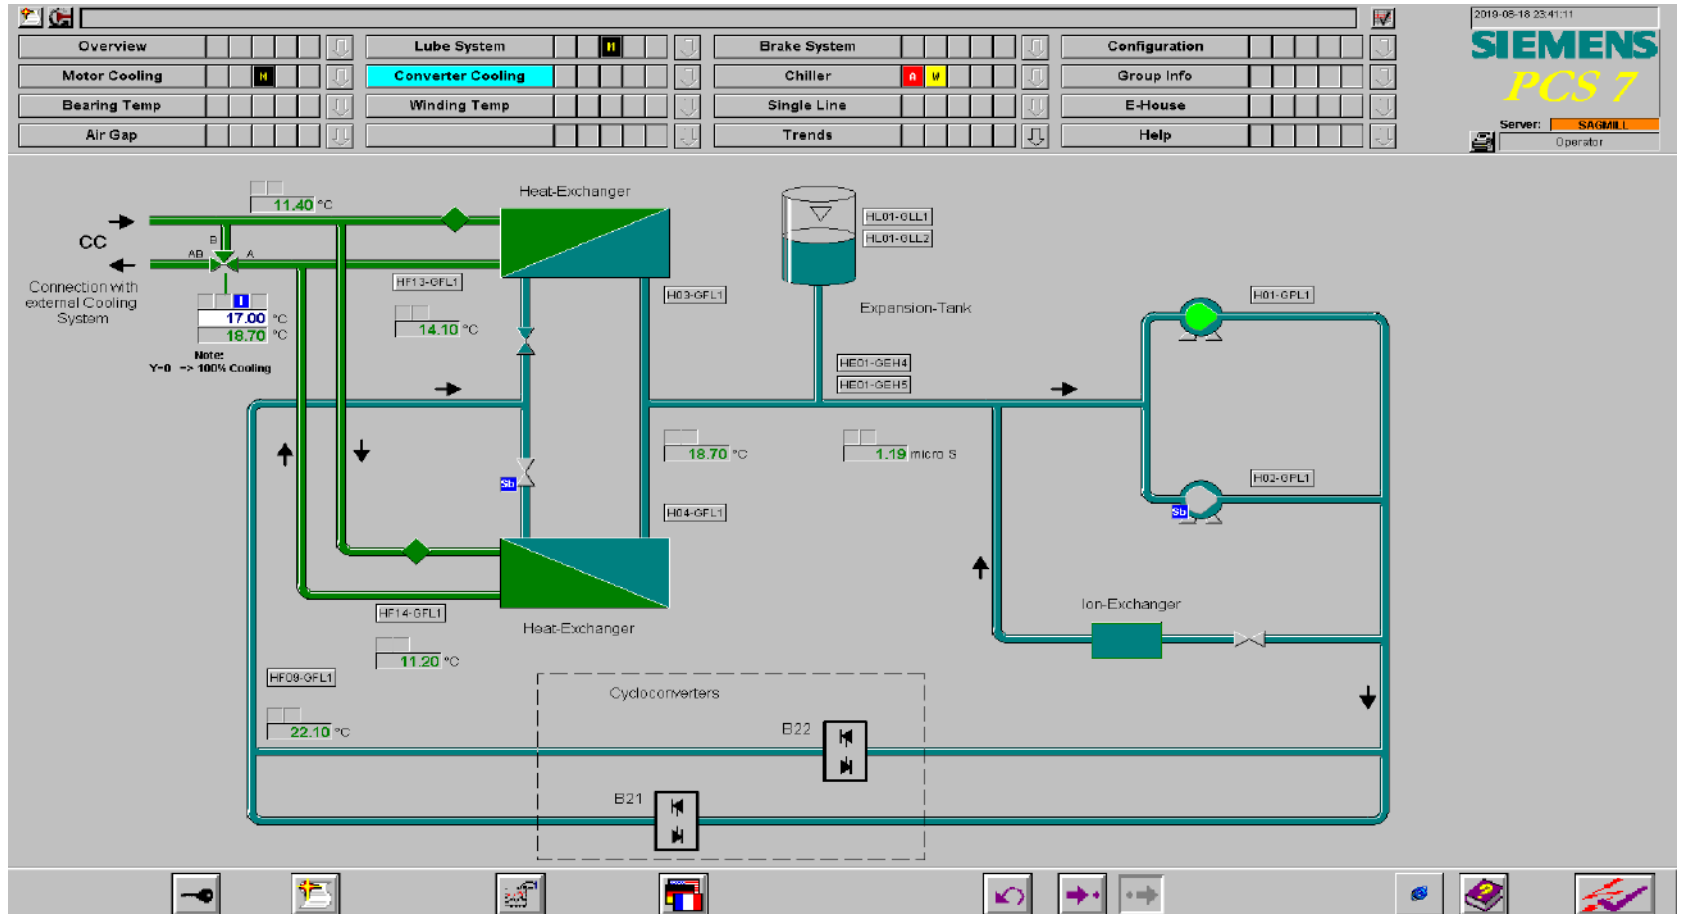 2019-08-18 23:41:11
Overview
Lube System
M
Brake System
Configuration
SIEMENS
Motor Cooling
M
Converter Cooling
Chiller
A
W
Group Info
PCS 7
Bearing Temp
Winding Temp
Single Line
E-House
Air Gap
Trends
Help
Server: SAGMILL
Operator
11.40 °C
Heat-Exchanger
HL01-GLL1
HL01-GLL2
CC
B
AB
A
Connection with
external Cooling
System
I
17.00 °C
18.70 °C
Note:
Y=0 -> 100% Cooling
HF13-GFL1
14.10 °C
H03-GFL1
Expansion-Tank
H01-GPL1
HE01-GEH4
HE01-GEH5
18.70 °C
1.19 micro S
Sb
H04-GFL1
H02-GPL1
Sb
HF14-GFL1
Heat-Exchanger
11.20 °C
Ion-Exchanger
HF09-GFL1
22.10 °C
Cycloconverters
B22
B21
?